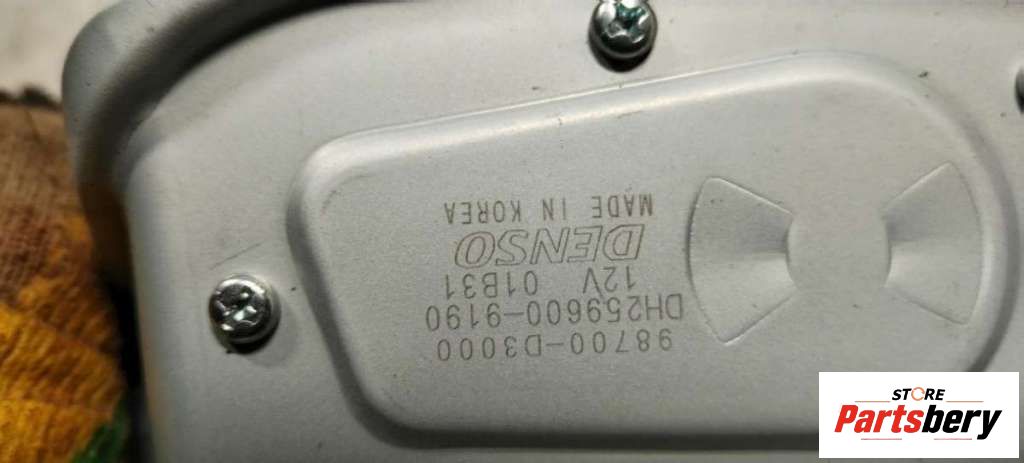 98700-D3000
DH259600-9190
12V 01B31
DENSO
MADE IN KOREA
STORE
Partsbery